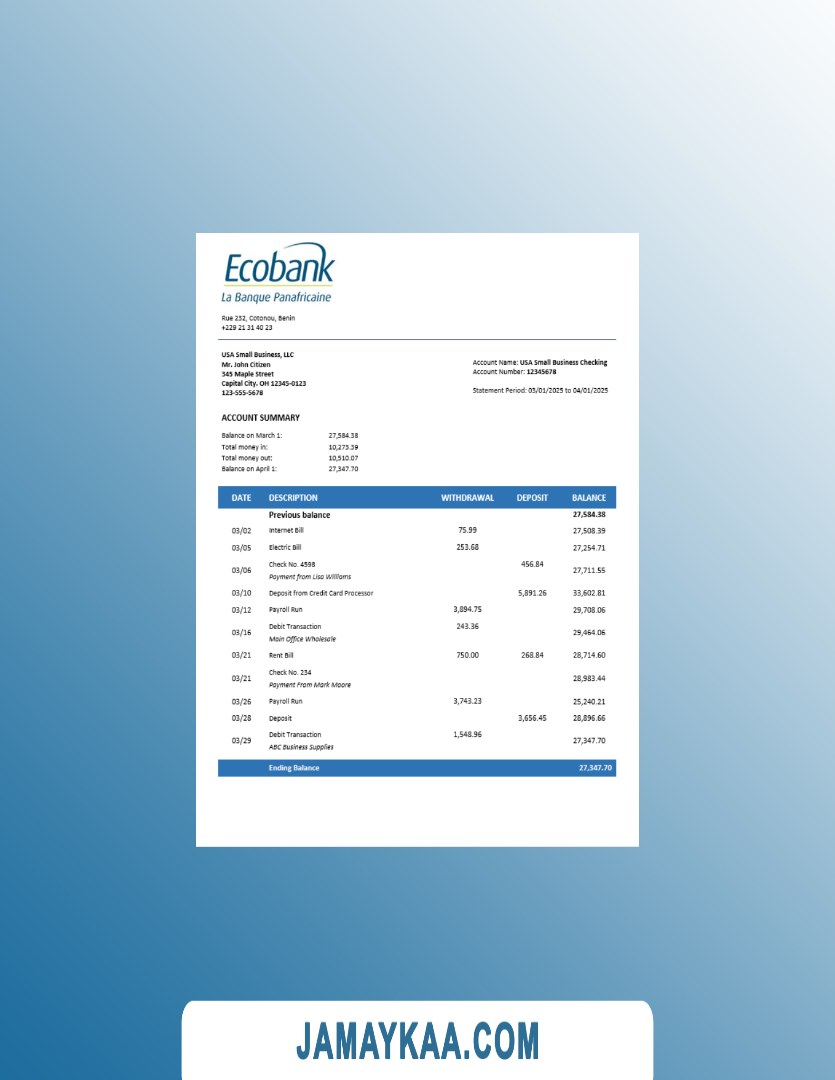 Ecobank
La Banque Panafricaine
Rue 232, Cotonou, Benin
+229 21 31 40 23
USA Small Business, LLC
Mr. John Citizen
345 Maple Street
Capital City. OH 12345-0123
123-555-5678
Account Name: USA Small Business Checking
Account Number: 12345678
Statement Period: 03/01/2025 to 04/01/2025
ACCOUNT SUMMARY
Balance on March 1: 27,584.38
Total money in: 10,273.39
Total money out: 10,510.07
Balance on April 1: 27,347.70
DATE DESCRIPTION WITHDRAWAL DEPOSIT BALANCE
Previous balance 27,584.38
03/02 Internet Bill 75.99 27,508.39
03/05 Electric Bill 253.68 27,254.71
03/06 Check No. 4598 456.84 27,711.55
Payment from Lisa Williams
03/10 Deposit from Credit Card Processor 5,891.26 33,602.81
03/12 Payroll Run 3,894.75 29,708.06
03/16 Debit Transaction 243.36 29,464.06
Main Office Wholesale
03/21 Rent Bill 750.00 268.84 28,714.60
03/21 Check No. 234 28,983.44
Payment From Mark Moore
03/26 Payroll Run 3,743.23 25,240.21
03/28 Deposit 3,656.45 28,896.66
03/29 Debit Transaction 1,548.96 27,347.70
ABC Business Supplies
Ending Balance 27,347.70
JAMAYKAA.COM